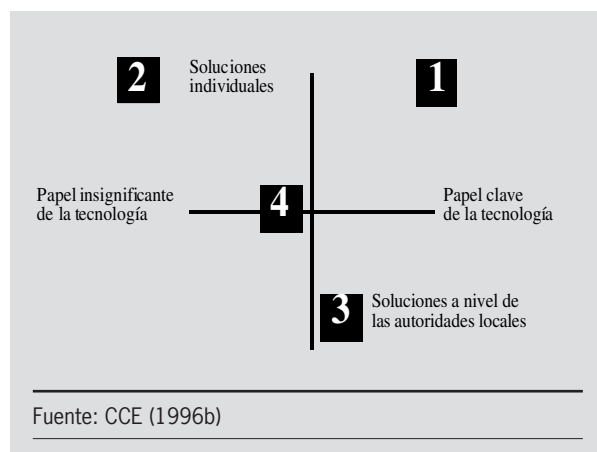 2
Soluciones
individuales
1
Papel insignificante
de la tecnología
4
Papel clave
de la tecnología
3
Soluciones a nivel de
las autoridades locales
Fuente: CCE (1996b)